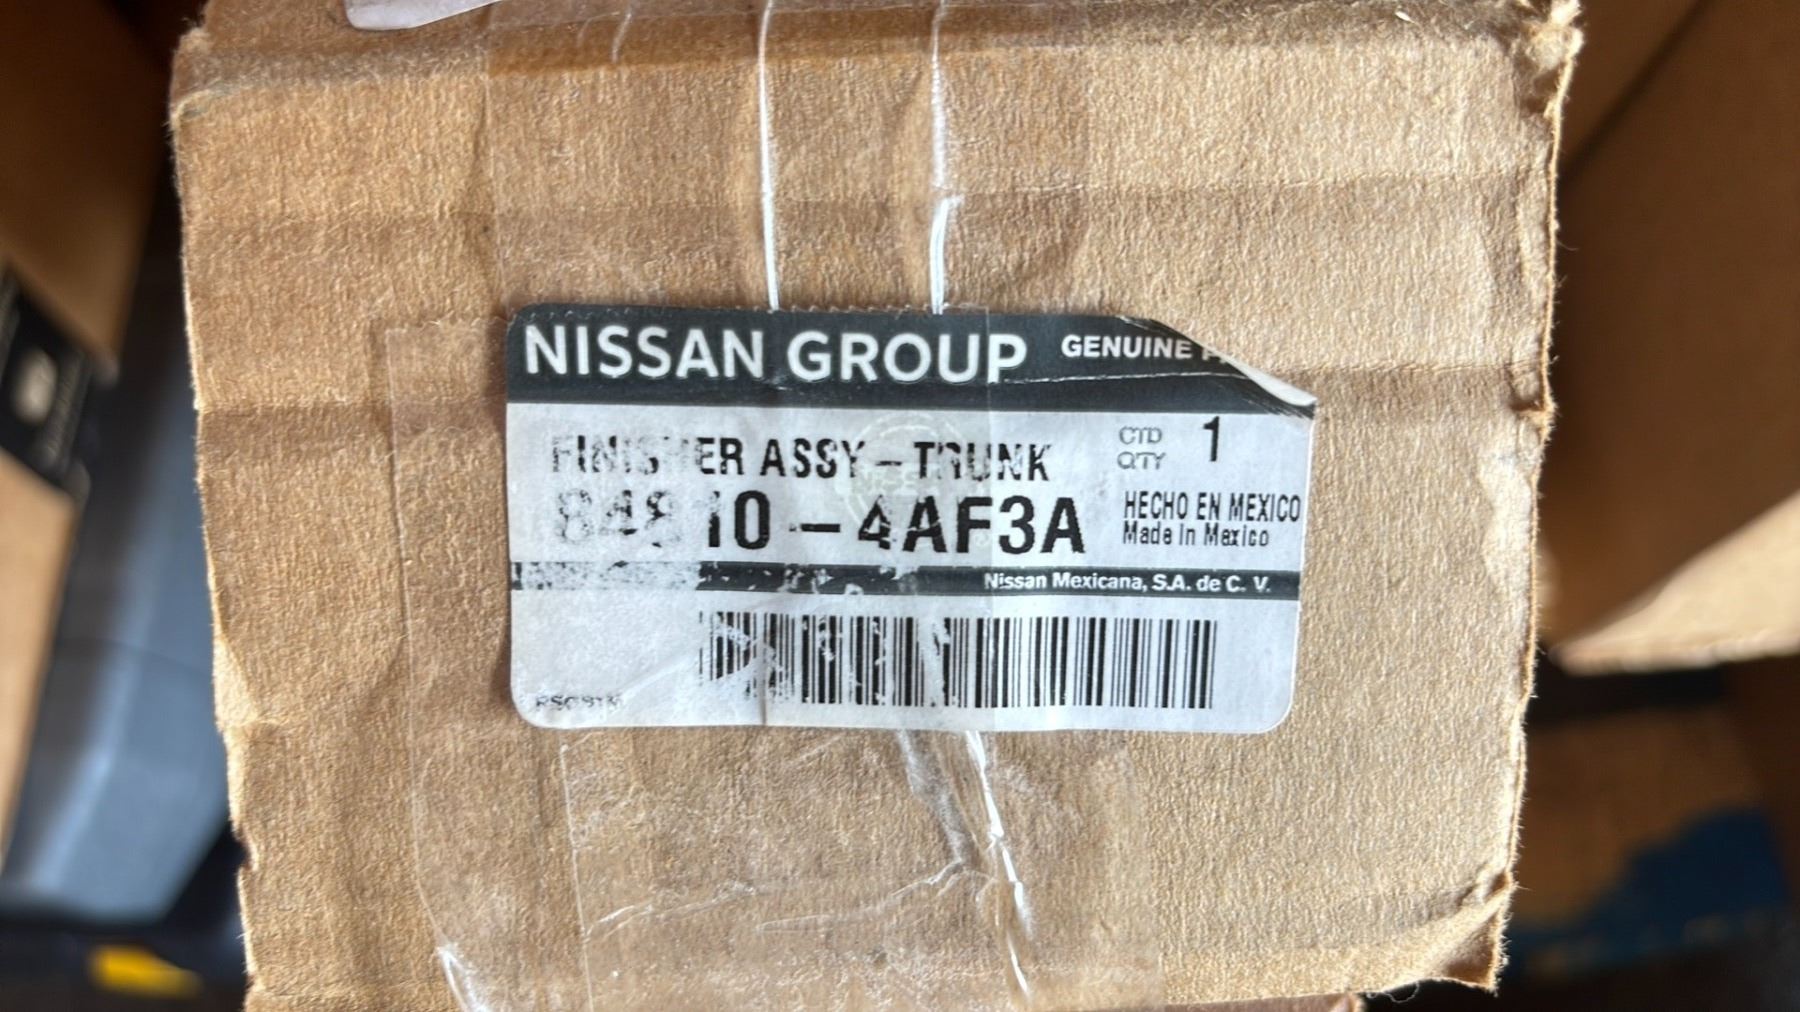 NISSAN GROUP GENUINE
FINISHER ASSY - TRUNK
CTD
QTY 1
84810-4AF3A
HECHO EN MEXICO
Made in Mexico
Nissan Mexicana, S.A. de C. V.